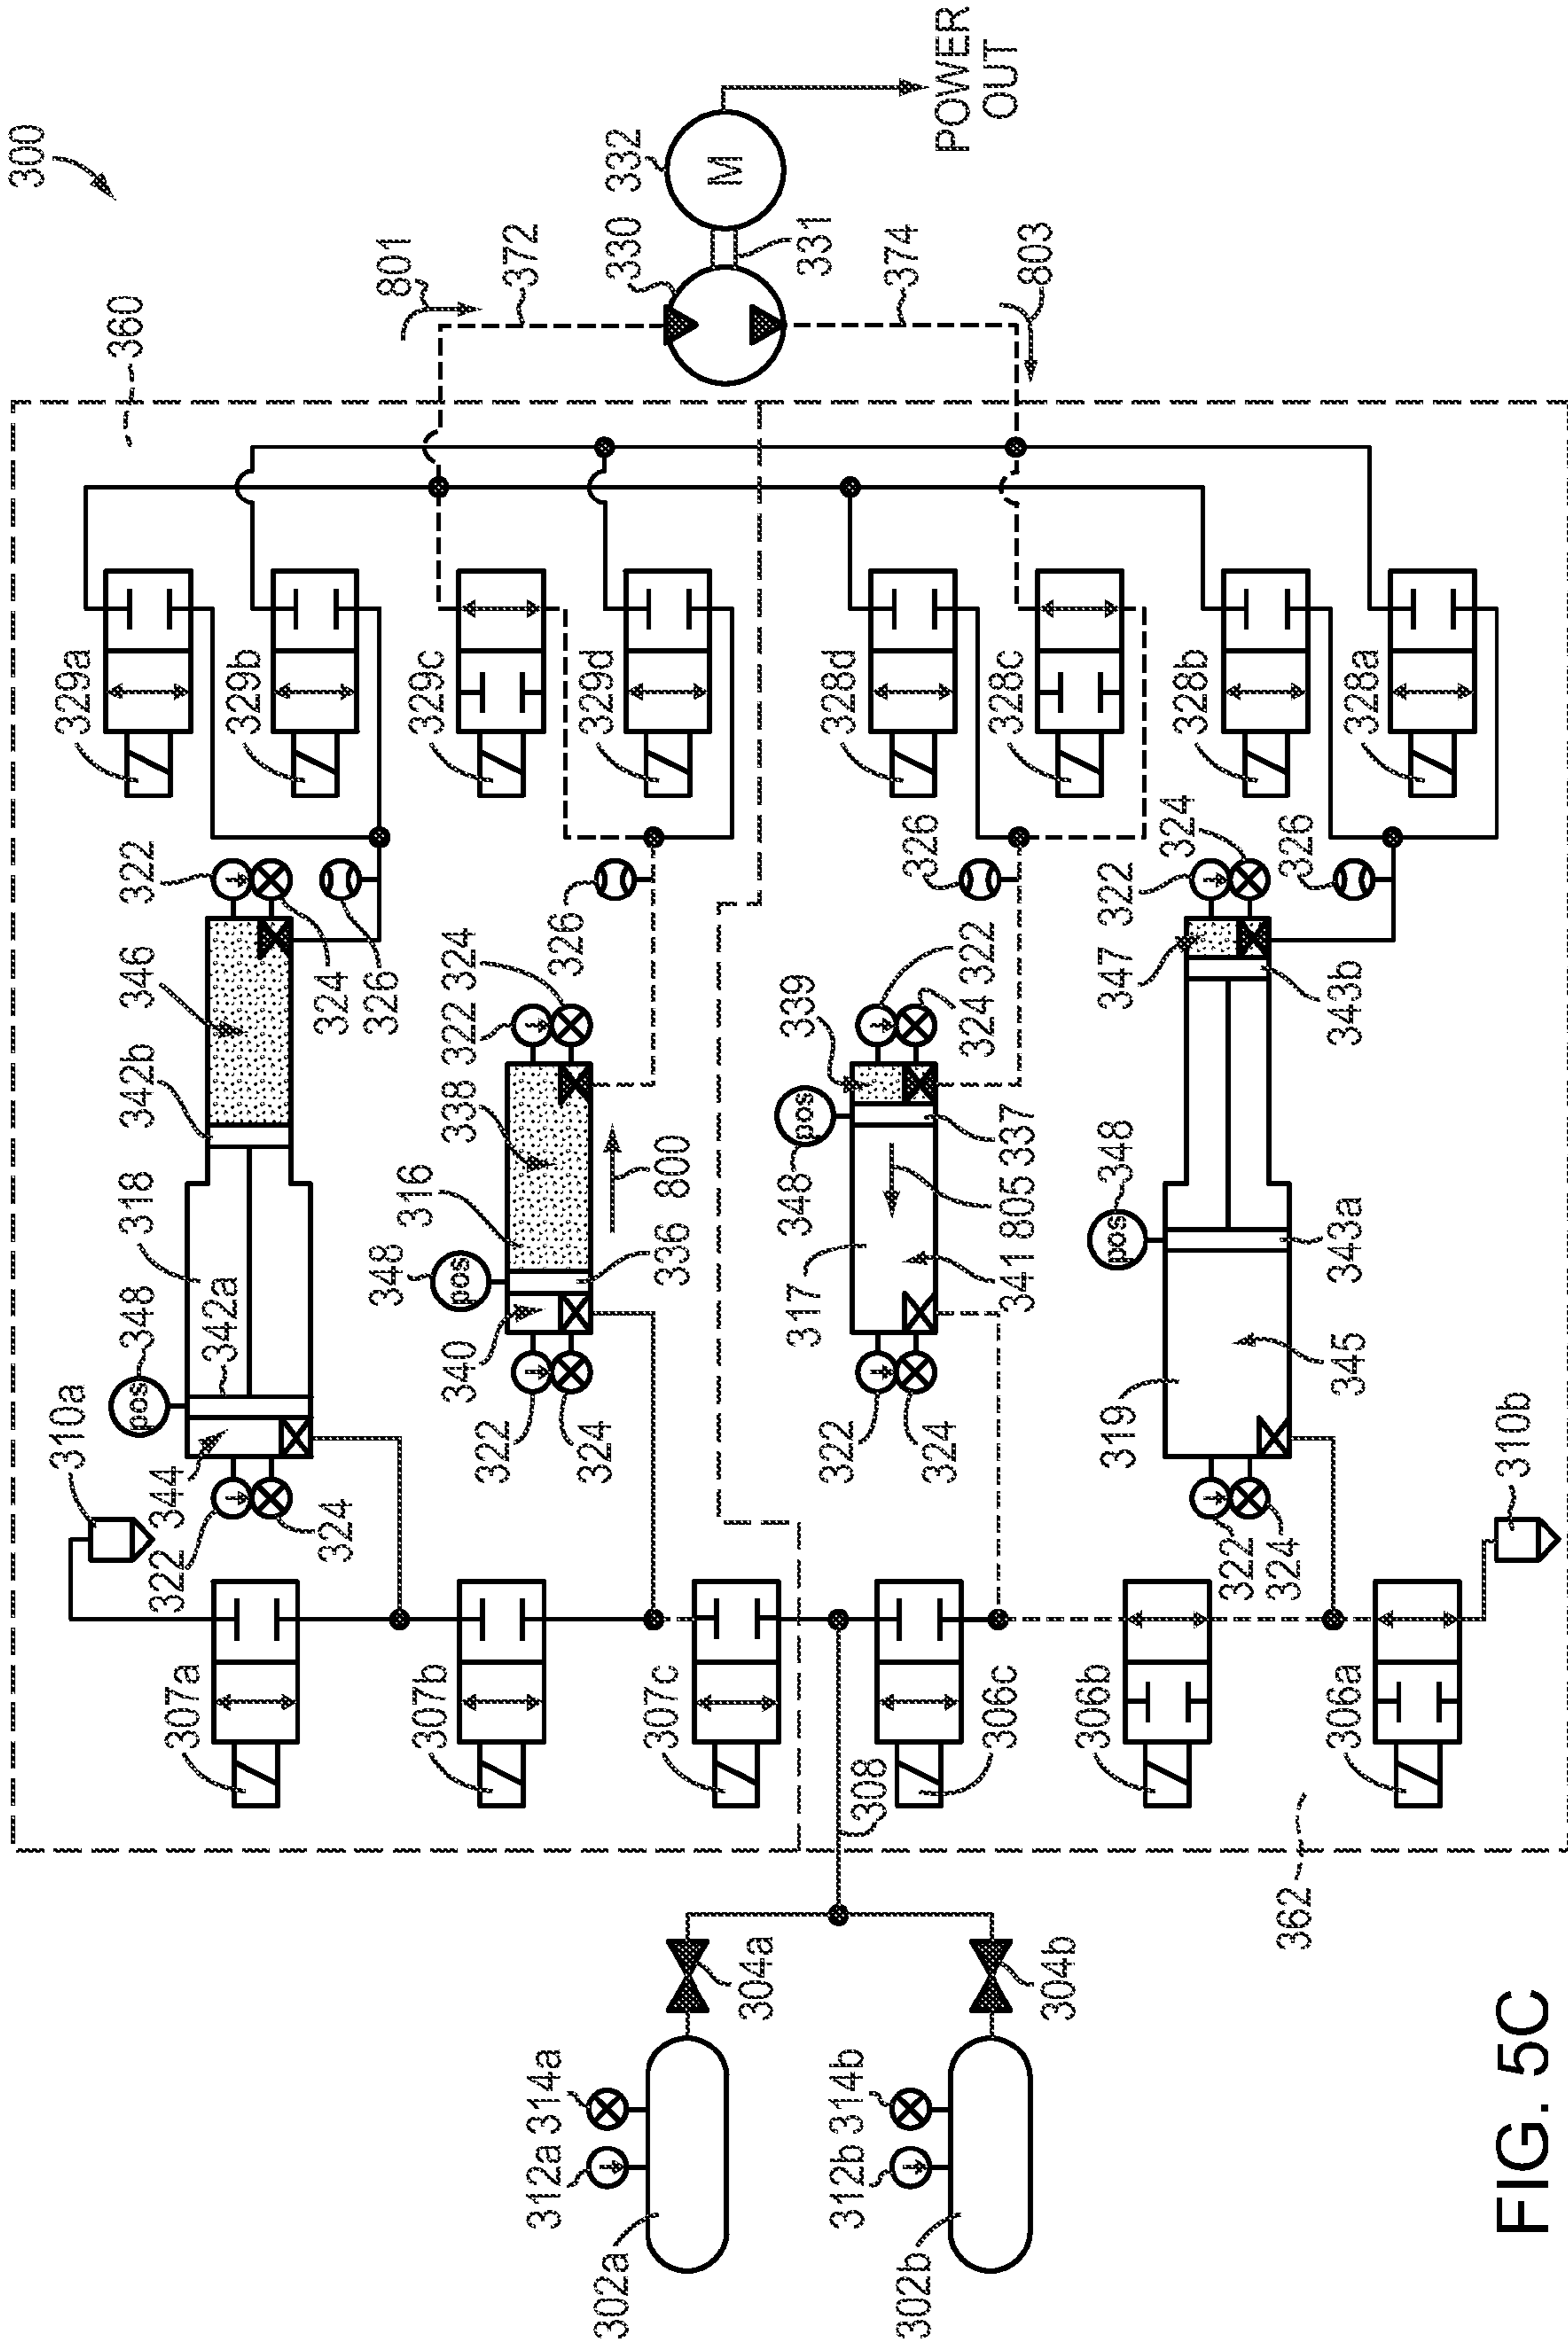 300
360
801
372
330
332
M
331
374
803
POWER
OUT
329a
329b
329c
329d
328d
328c
328b
328a
322
346
324
326
342b
318
348
pos
342a
310a
344
322
324
326
324
322
338
316
800
348
pos
336
340
322
324
326
322
324
339
348
pos
337
805
341
317
322
324
324
322
326
347
343b
348
pos
343a
345
319
322
324
310b
307a
307b
307c
306c
306b
306a
308
362
304a
304b
314a
312a
302a
314b
312b
302b
FIG. 5C